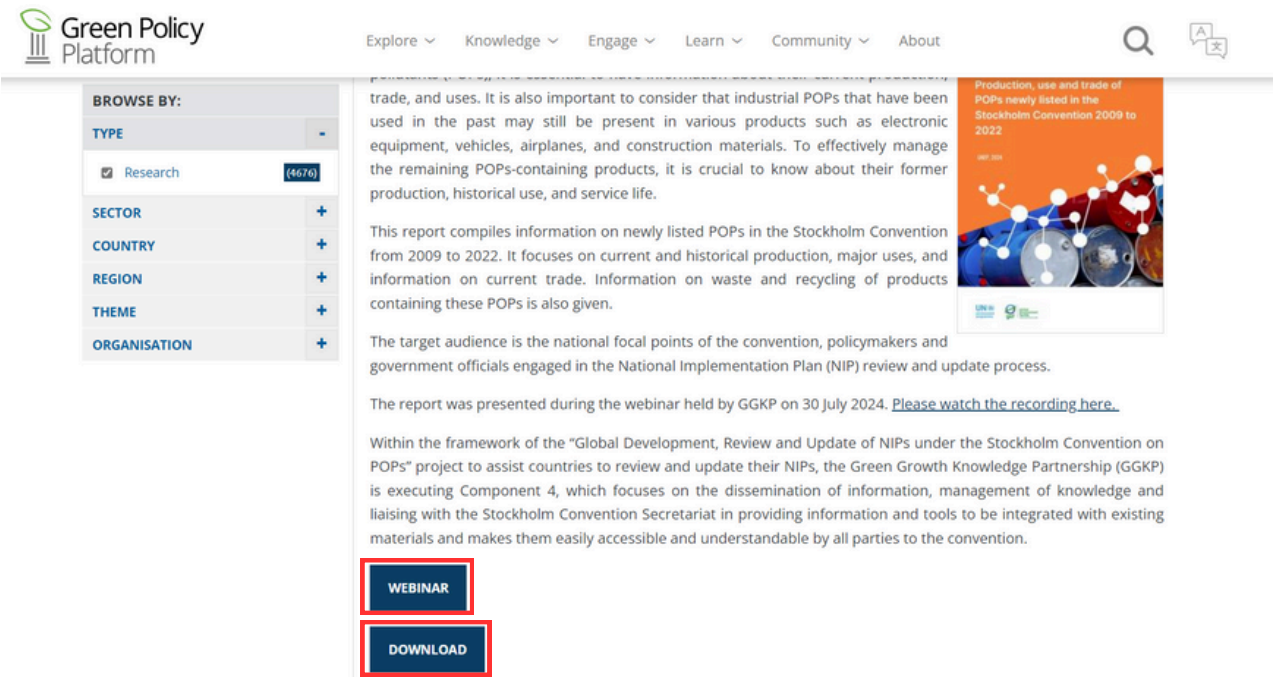 Green Policy
Platform
Explore Knowledge Engage Learn Community About
BROWSE BY:
TYPE -
Research (4676)
SECTOR +
COUNTRY +
REGION +
THEME +
ORGANISATION +
pollutants (POPs), it is essential to have information about their current production,
trade, and uses. It is also important to consider that industrial POPs that have been
used in the past may still be present in various products such as electronic
equipment, vehicles, airplanes, and construction materials. To effectively manage
the remaining POPs-containing products, it is crucial to know about their former
production, historical use, and service life.
This report compiles information on newly listed POPs in the Stockholm Convention
from 2009 to 2022. It focuses on current and historical production, major uses, and
information on current trade. Information on waste and recycling of products
containing these POPs is also given.
The target audience is the national focal points of the convention, policymakers and
government officials engaged in the National Implementation Plan (NIP) review and update process.
The report was presented during the webinar held by GGKP on 30 July 2024. Please watch the recording here.
Within the framework of the “Global Development, Review and Update of NIPs under the Stockholm Convention on
POPs” project to assist countries to review and update their NIPs, the Green Growth Knowledge Partnership (GGKP)
is executing Component 4, which focuses on the dissemination of information, management of knowledge and
liaising with the Stockholm Convention Secretariat in providing information and tools to be integrated with existing
materials and makes them easily accessible and understandable by all parties to the convention.
WEBINAR
DOWNLOAD
Production, use and trade of
POPs newly listed in the
Stockholm Convention 2009 to
2022
UN